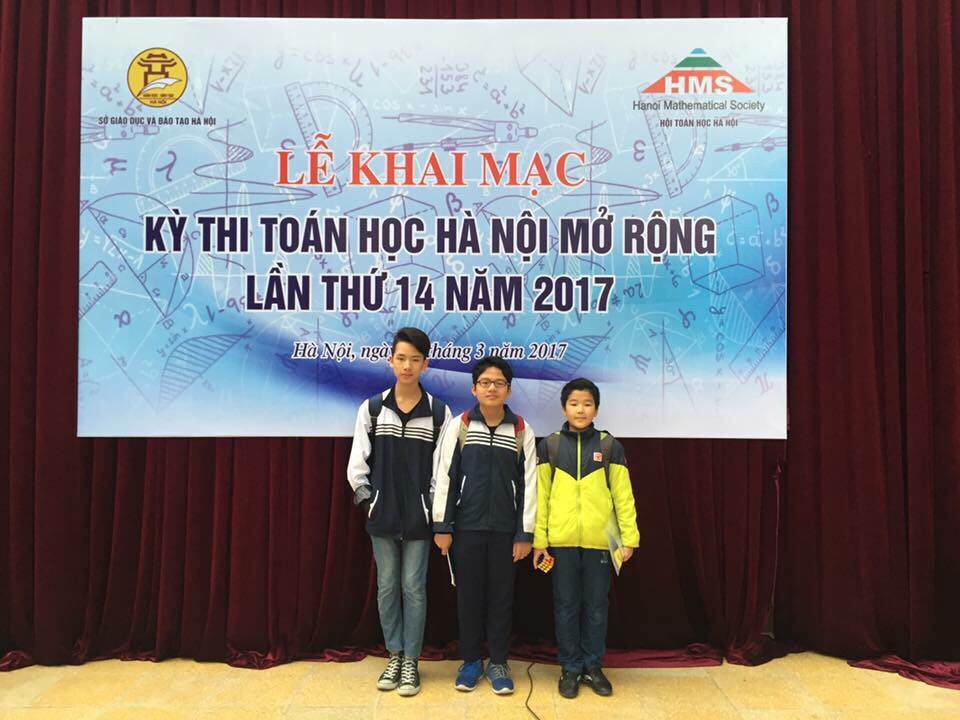 HÀ NỘI
SỞ GIÁO DỤC VÀ ĐÀO TẠO HÀ NỘI
HMS
Hanoi Mathematical Society
HỘI TOÁN HỌC HÀ NỘI
LỄ KHAI MẠC
KỲ THI TOÁN HỌC HÀ NỘI MỞ RỘNG
LẦN THỨ 14 NĂM 2017
Hà Nội, ngày tháng 3 năm 2017